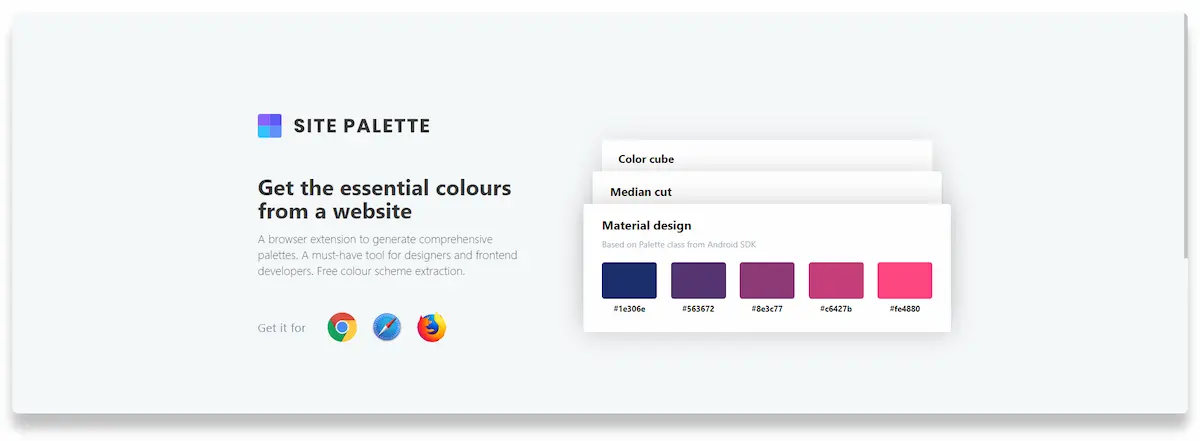 SITE PALETTE
Get the essential colours
from a website
A browser extension to generate comprehensive
palettes. A must-have tool for designers and frontend
developers. Free colour scheme extraction.
Get it for
Color cube
Median cut
Material design
Based on Palette class from Android SDK
#1e306e #563672 #8e3c77 #c6427b #fe4880